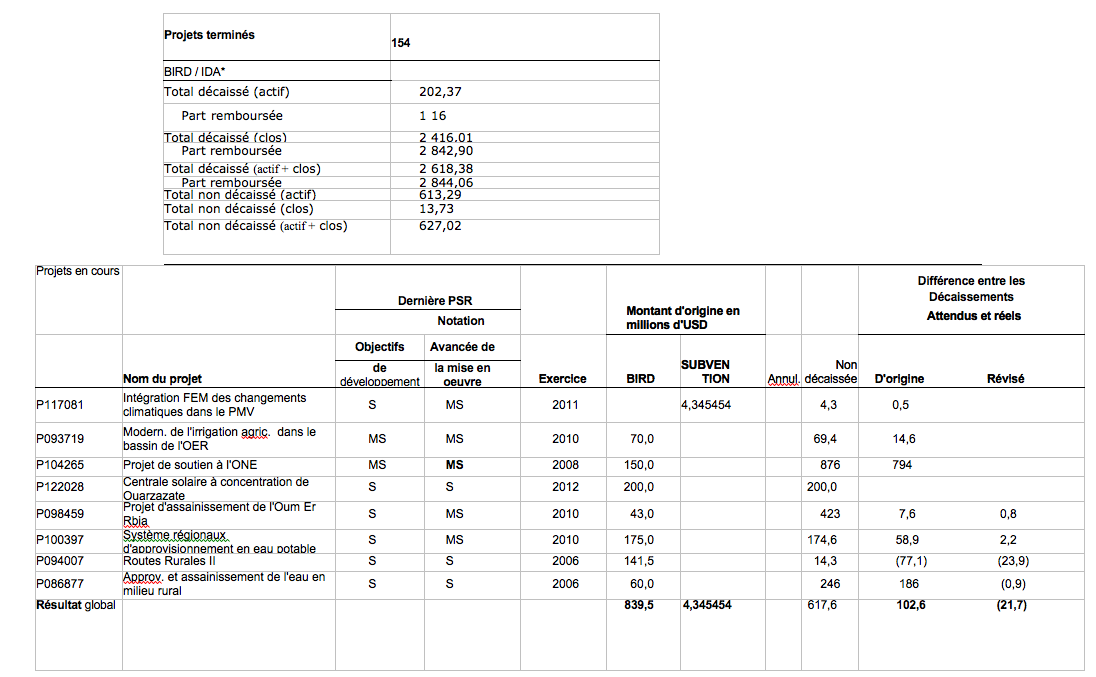 Projets terminés 154
BIRD / IDA*
Total décaissé (actif) 202,37
Part remboursée 1 16
Total décaissé (clos) 2 416.01
Part remboursée 2 842,90
Total décaissé (actif + clos) 2 618,38
Part remboursée 2 844,06
Total non décaissé (actif) 613,29
Total non décaissé (clos) 13,73
Total non décaissé (actif + clos) 627,02
Projets en cours
Différence entre les
Décaissements
Attendus et réels
Dernière PSR
Notation
Montant d'origine en
millions d'USD
Objectifs Avancée de
de la mise en
développement oeuvre
SUBVEN
TION
Non
décaissée
Nom du projet Exercice BIRD Annul. D'origine Révisé
P117081 Intégration FEM des changements
climatiques dans le PMV S MS 2011 4,345454 4,3 0,5
P093719 Modern. de l'irrigation agric. dans le
bassin de l'OER MS MS 2010 70,0 69,4 14,6
P104265 Projet de soutien à l'ONE MS MS 2008 150,0 876 794
P122028 Centrale solaire à concentration de
Ouarzazate S S 2012 200,0 200,0
P098459 Projet d'assainissement de l'Oum Er
Rbia S MS 2010 43,0 423 7,6 0,8
P100397 Système régionaux
d'approvisionnement en eau potable S MS 2010 175,0 174,6 58,9 2,2
P094007 Routes Rurales II S S 2006 141,5 14,3 (77,1) (23,9)
P086877 Approv. et assainissement de l'eau en
milieu rural S S 2006 60,0 246 186 (0,9)
Résultat global 839,5 4,345454 617,6 102,6 (21,7)